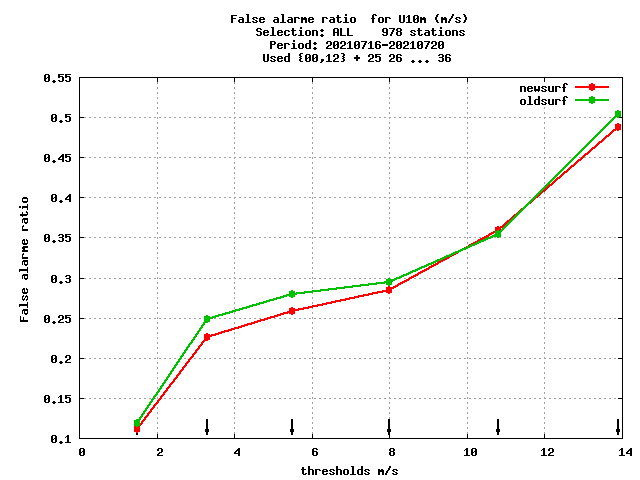 False alarme ratio  for U10m (m/s)
Selection: ALL    978 stations
Period: 20210716-20210720
Used {00,12} + 25 26 ... 36
newsurf
oldsurf
0.55
0.5
0.45
0.4
0.35
0.3
0.25
0.2
0.15
0.1
False alarme ratio
0 2 4 6 8 10 12 14
thresholds m/s